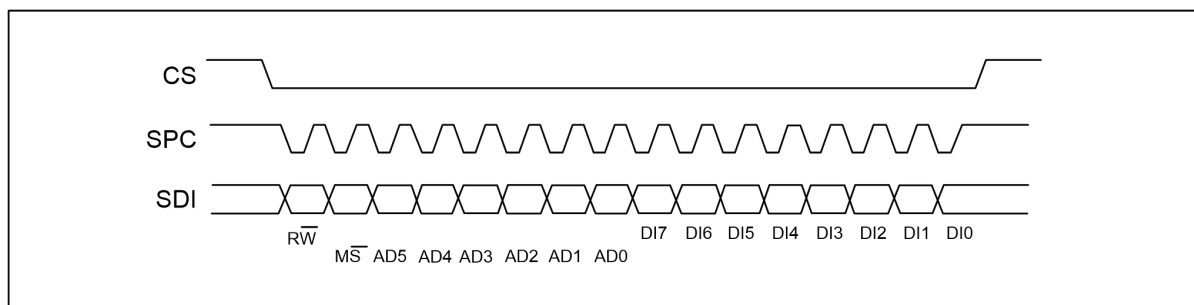 CS
SPC
SDI
RW̅
DI7 DI6 DI5 DI4 DI3 DI2 DI1 DI0
MS̅ AD5 AD4 AD3 AD2 AD1 AD0